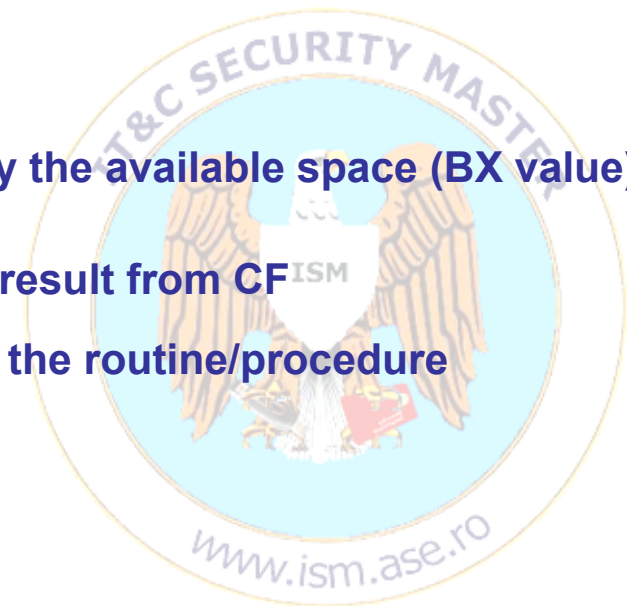 IT&C SECURITY MASTER
y the available space (BX value)
result from CF
ISM
the routine/procedure
www.ism.ase.ro